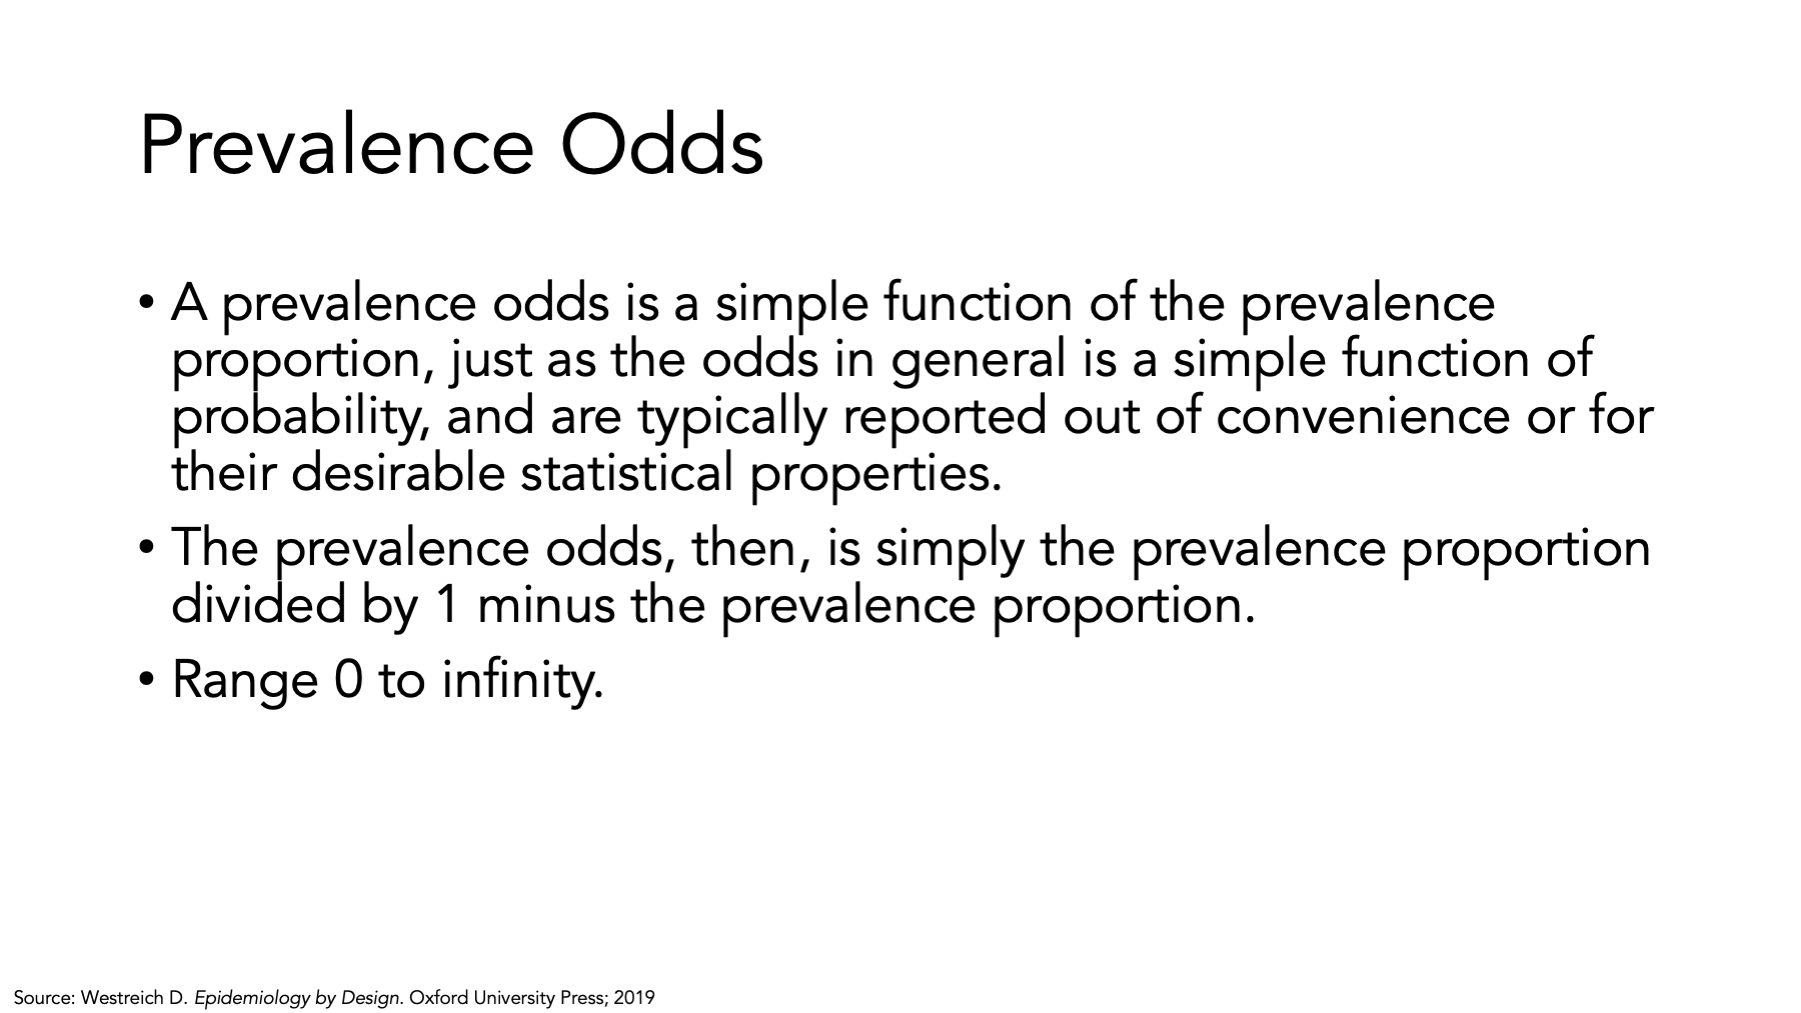 Prevalence Odds
• A prevalence odds is a simple function of the prevalence
proportion, just as the odds in general is a simple function of
probability, and are typically reported out of convenience or for
their desirable statistical properties.
• The prevalence odds, then, is simply the prevalence proportion
divided by 1 minus the prevalence proportion.
• Range 0 to infinity.
Source: Westreich D. Epidemiology by Design. Oxford University Press; 2019